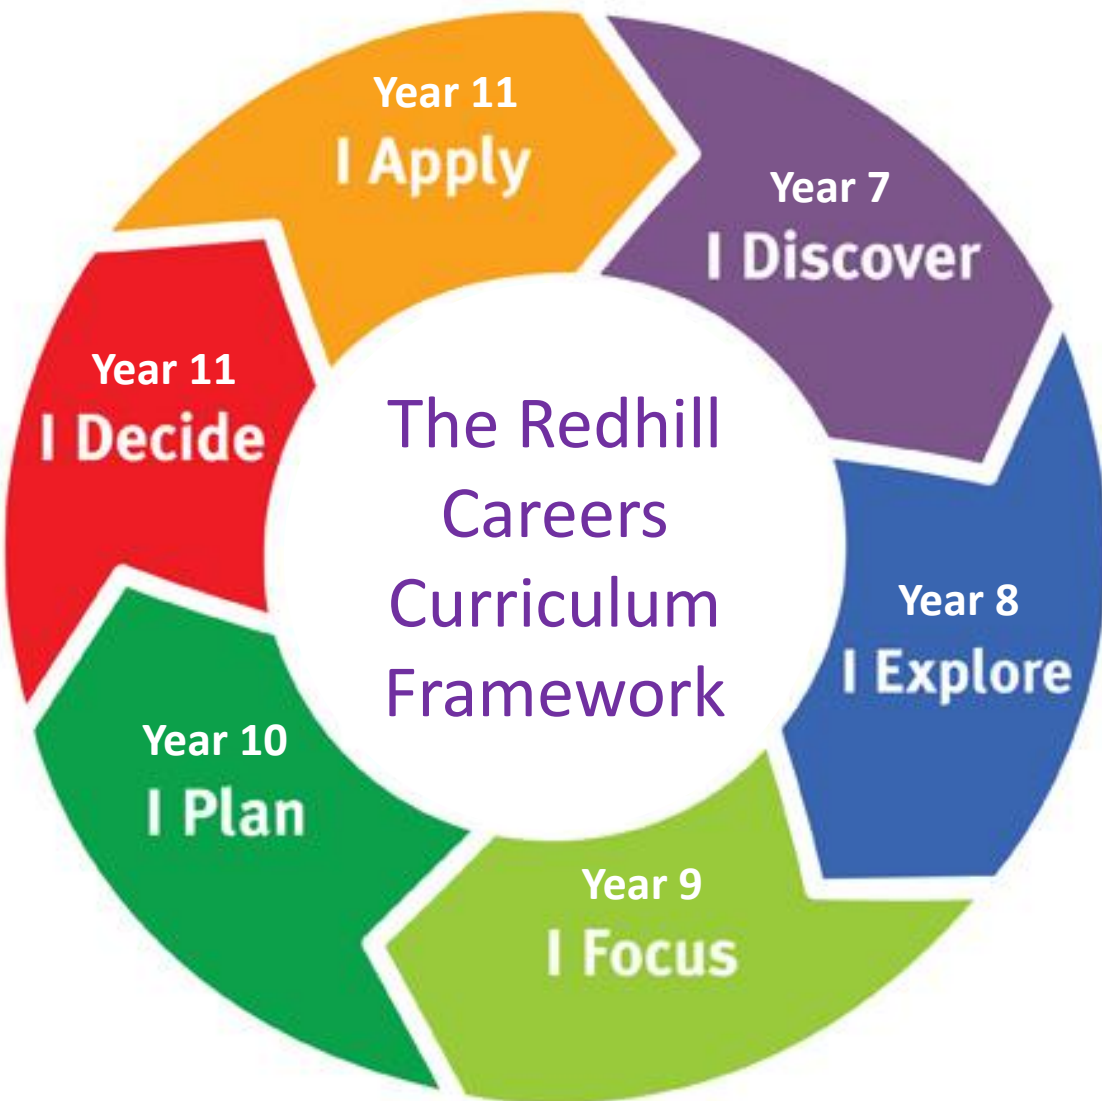 Year 11
I Apply
Year 7
I Discover
Year 8
I Explore
Year 9
I Focus
Year 10
I Plan
Year 11
I Decide
The Redhill
Careers
Curriculum
Framework